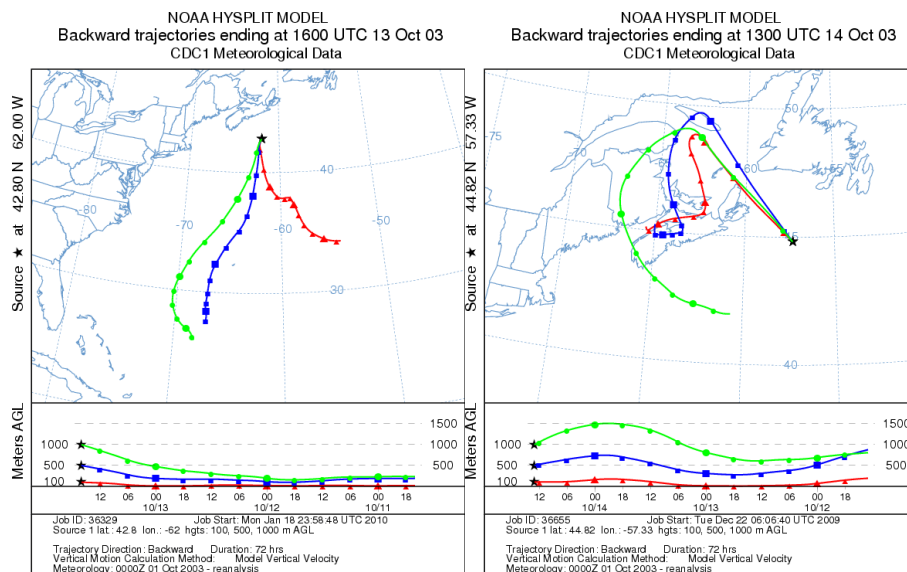 NOAA HYSPLIT MODEL
Backward trajectories ending at 1600 UTC 13 Oct 03
CDC1 Meteorological Data
Source ★ at 42.80 N 62.00 W
-80
-70
-60
-50
40
30
Meters AGL
1500
1000
1000
500
500
100
12 06 00 18 12 06 00 18 12 06 00 18
10/13 10/12 10/11
Job ID: 36329 Job Start: Mon Jan 18 23:58:48 UTC 2010
Source 1 lat.: 42.8 lon.: -62 hgts: 100, 500, 1000 m AGL
Trajectory Direction: Backward Duration: 72 hrs
Vertical Motion Calculation Method: Model Vertical Velocity
Meteorology: 0000Z 01 Oct 2003 - reanalysis
NOAA HYSPLIT MODEL
Backward trajectories ending at 1300 UTC 14 Oct 03
CDC1 Meteorological Data
Source ★ at 44.82 N 57.33 W
-75
-70
-60
-55
50
45
40
Meters AGL
1500
1000
1000
500
500
100
12 06 00 18 12 06 00 18 12 06 00 18
10/14 10/13 10/12
Job ID: 36655 Job Start: Tue Dec 22 06:06:40 UTC 2009
Source 1 lat.: 44.82 lon.: -57.33 hgts: 100, 500, 1000 m AGL
Trajectory Direction: Backward Duration: 72 hrs
Vertical Motion Calculation Method: Model Vertical Velocity
Meteorology: 0000Z 01 Oct 2003 - reanalysis